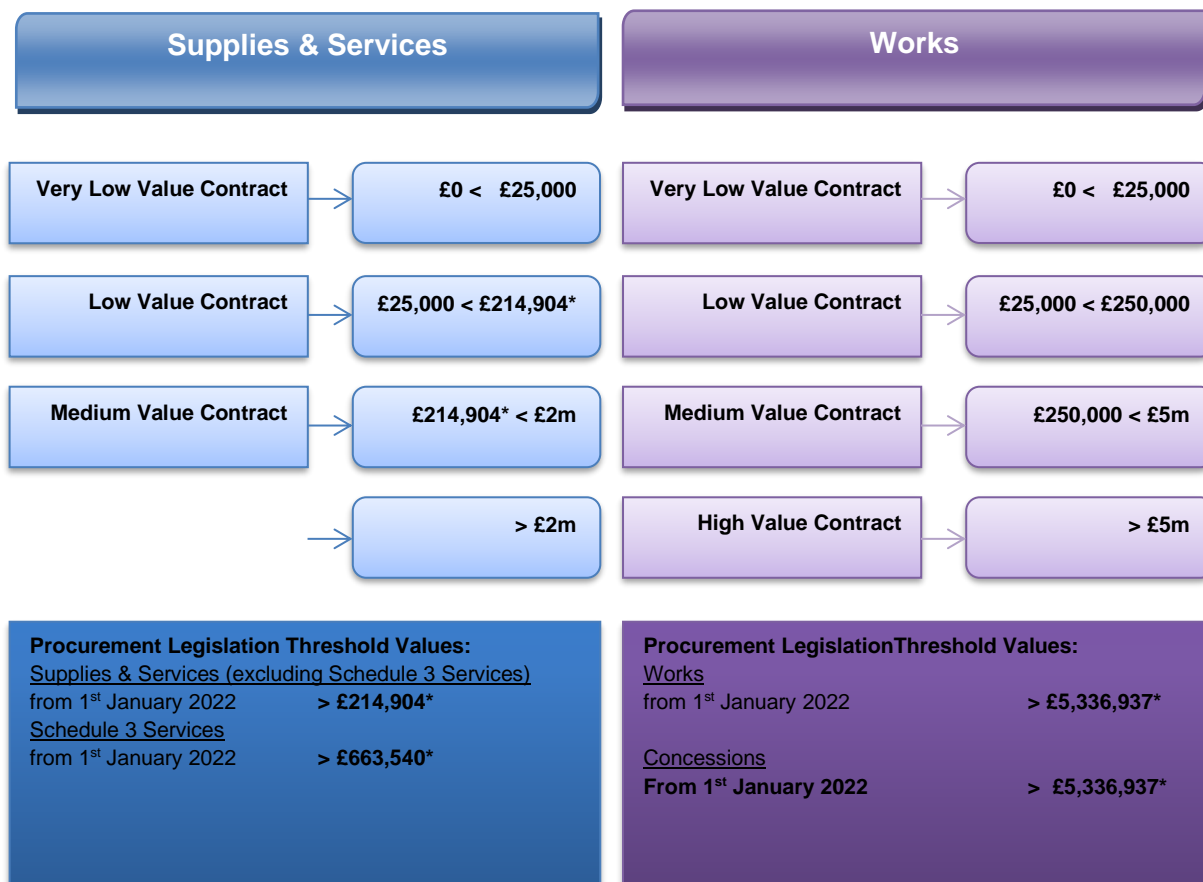 Supplies & Services
Very Low Value Contract
£0 < £25,000
Low Value Contract
£25,000 < £214,904*
Medium Value Contract
£214,904* < £2m
> £2m
Procurement Legislation Threshold Values:
Supplies & Services (excluding Schedule 3 Services)
from 1st January 2022 > £214,904*
Schedule 3 Services
from 1st January 2022 > £663,540*
Works
Very Low Value Contract
£0 < £25,000
Low Value Contract
£25,000 < £250,000
Medium Value Contract
£250,000 < £5m
High Value Contract
> £5m
Procurement LegislationThreshold Values:
Works
from 1st January 2022 > £5,336,937*
Concessions
From 1st January 2022 > £5,336,937*